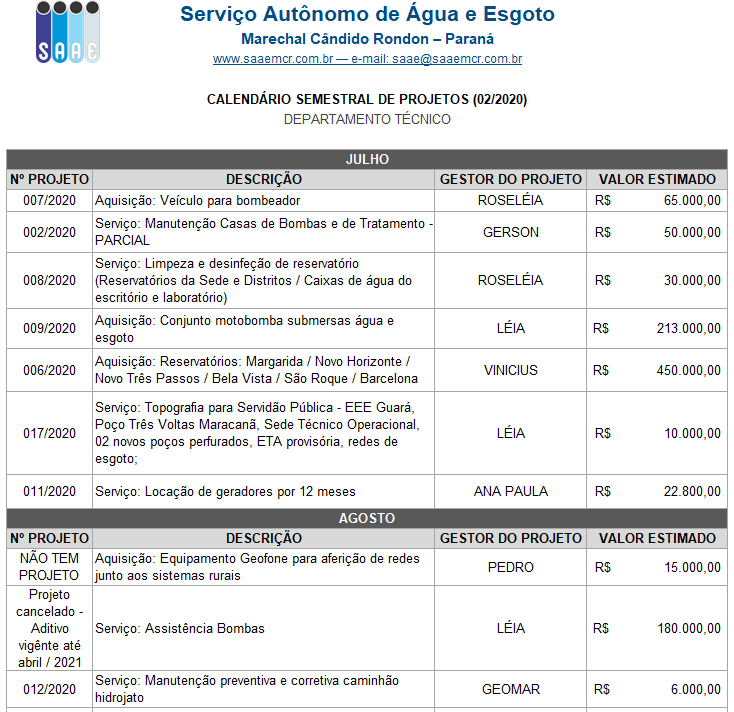 SAAE
Serviço Autônomo de Água e Esgoto
Marechal Cândido Rondon – Paraná
www.saaemcr.com.br — e-mail: saae@saaemcr.com.br
CALENDÁRIO SEMESTRAL DE PROJETOS (02/2020)
DEPARTAMENTO TÉCNICO
JULHO
Nº PROJETO DESCRIÇÃO GESTOR DO PROJETO VALOR ESTIMADO
007/2020 Aquisição: Veículo para bombeador ROSELÉIA R$ 65.000,00
Serviço: Manutenção Casas de Bombas e de Tratamento -
002/2020 GERSON R$ 50.000,00
PARCIAL
Serviço: Limpeza e desinfeção de reservatório
008/2020 (Reservatórios da Sede e Distritos / Caixas de água do ROSELÉIA R$ 30.000,00
escritório e laboratório)
Aquisição: Conjunto motobomba submersas água e
009/2020 LÉIA R$ 213.000,00
esgoto
Aquisição: Reservatórios: Margarida / Novo Horizonte /
006/2020 VINICIUS R$ 450.000,00
Novo Três Passos / Bela Vista / São Roque / Barcelona
Serviço: Topografia para Servidão Pública - EEE Guará,
Poço Três Voltas Maracanã, Sede Técnico Operacional,
017/2020 LÉIA R$ 10.000,00
02 novos poços perfurados, ETA provisória, redes de
esgoto;
011/2020 Serviço: Locação de geradores por 12 meses ANA PAULA R$ 22.800,00
AGOSTO
Nº PROJETO DESCRIÇÃO GESTOR DO PROJETO VALOR ESTIMADO
NÃO TEM Aquisição: Equipamento Geofone para aferição de redes
PEDRO R$ 15.000,00
PROJETO junto aos sistemas rurais
Projeto
cancelado -
Aditivo Serviço: Assistência Bombas LÉIA R$ 180.000,00
vigênte até
abril / 2021
Serviço: Manutenção preventiva e corretiva caminhão
012/2020 GEOMAR R$ 6.000,00
hidrojato